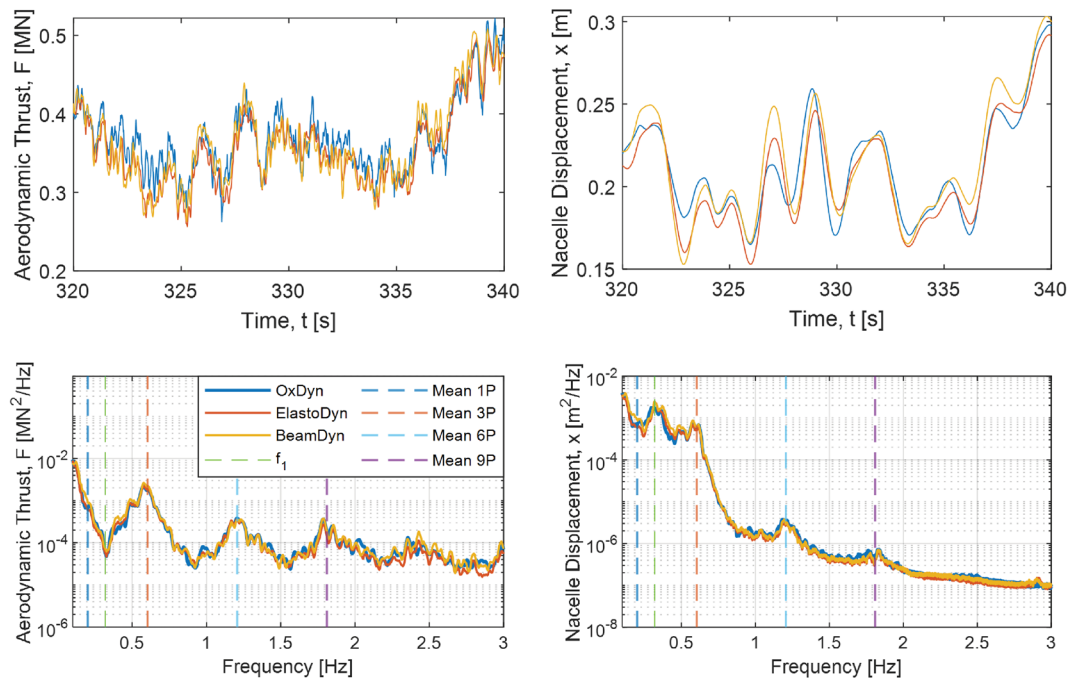 Aerodynamic Thrust, F [MN]
0.5
0.4
0.3
0.2
320
325
330
335
340
Time, t [s]
Nacelle Displacement, x [m]
0.3
0.25
0.2
0.15
320
325
330
335
340
Time, t [s]
Aerodynamic Thrust, F [MN²/Hz]
10⁻²
10⁻⁴
10⁻⁶
OxDyn
ElastoDyn
BeamDyn
f₁
Mean 1P
Mean 3P
Mean 6P
Mean 9P
0.5
1
1.5
2
2.5
3
Frequency [Hz]
Nacelle Displacement, x [m²/Hz]
10⁻²
10⁻⁴
10⁻⁶
10⁻⁸
0.5
1
1.5
2
2.5
3
Frequency [Hz]